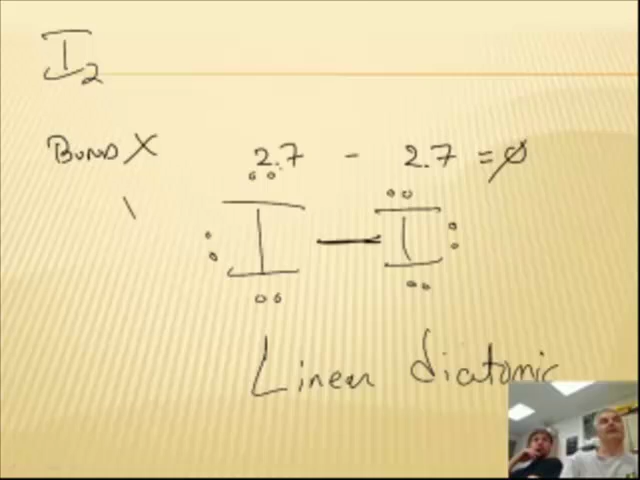 I₂
Bond X 2.7 - 2.7 = ∅
I — I
Linear diatomic